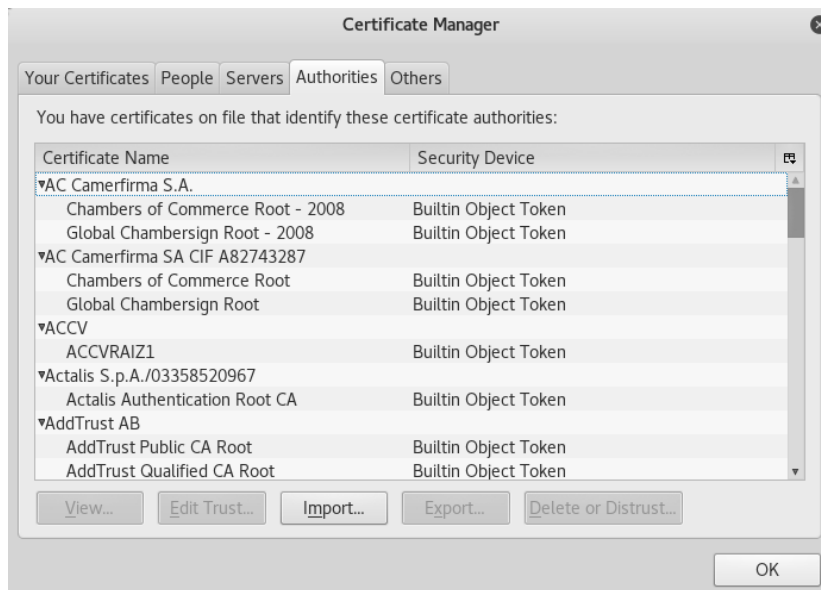 Certificate Manager
Your Certificates People Servers Authorities Others
You have certificates on file that identify these certificate authorities:
Certificate Name Security Device
AC Camerfirma S.A.
Chambers of Commerce Root - 2008 Builtin Object Token
Global Chambersign Root - 2008 Builtin Object Token
AC Camerfirma SA CIF A82743287
Chambers of Commerce Root Builtin Object Token
Global Chambersign Root Builtin Object Token
ACCV
ACCVRAIZ1 Builtin Object Token
Actalis S.p.A./03358520967
Actalis Authentication Root CA Builtin Object Token
AddTrust AB
AddTrust Public CA Root Builtin Object Token
AddTrust Qualified CA Root Builtin Object Token
View... Edit Trust... Import... Export... Delete or Distrust...
OK